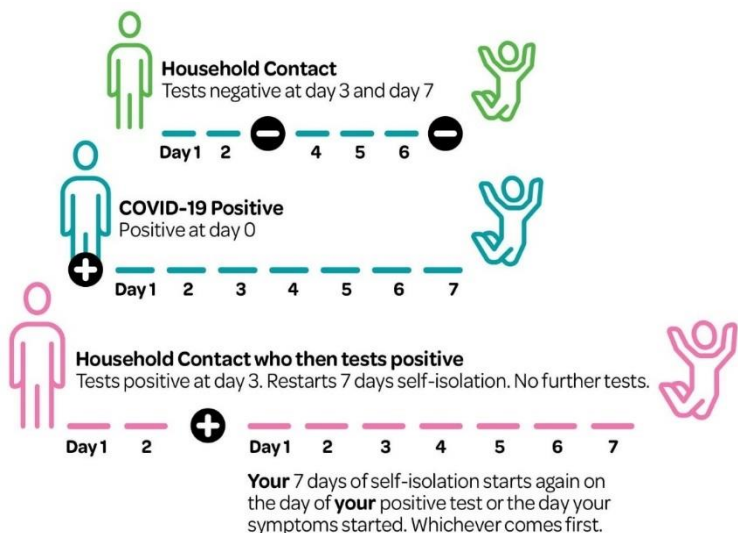 Household Contact
Tests negative at day 3 and day 7
Day 1 2 4 5 6
COVID-19 Positive
Positive at day 0
Day 1 2 3 4 5 6 7
Household Contact who then tests positive
Tests positive at day 3. Restarts 7 days self-isolation. No further tests.
Day 1 2 Day 1 2 3 4 5 6 7
Your 7 days of self-isolation starts again on
the day of your positive test or the day your
symptoms started. Whichever comes first.